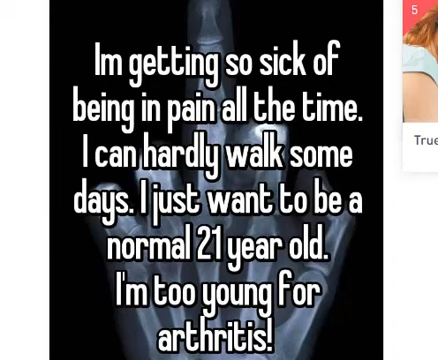 Im getting so sick of
being in pain all the time.
I can hardly walk some
days. I just want to be a
normal 21 year old.
I'm too young for
arthritis!
5
True